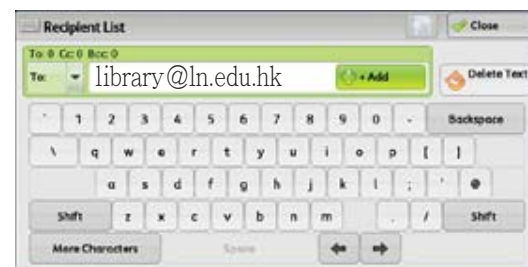 Recipient List Close
To: 0 Cc: 0 Bcc: 0
To: library@ln.edu.hk + Add Delete Text
` 1 2 3 4 5 6 7 8 9 0 - Backspace
\ q w e r t y u i o p [ ]
a s d f g h j k l ; ' @
Shift z x c v b n m . / Shift
More Characters Space